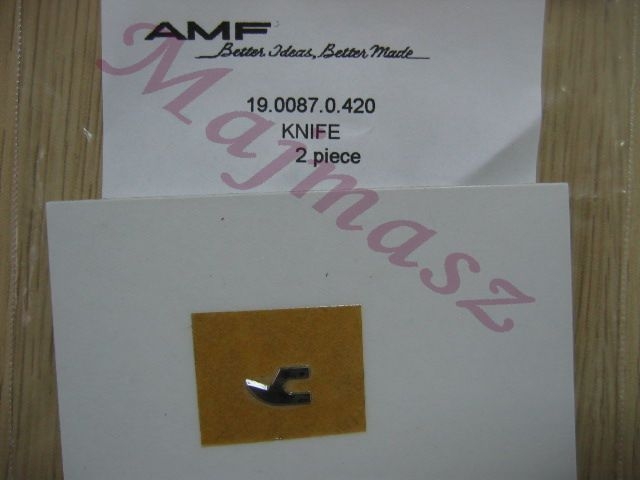 AMF
Better Ideas, Better Made
19.0087.0.420
KNIFE
2 piece
Majmasz